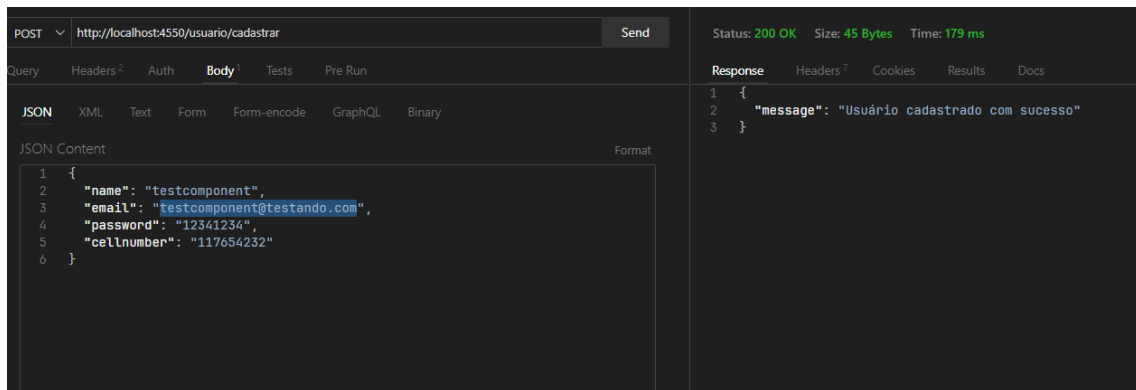 POST http://localhost:4550/usuario/cadastrar Send
Query Headers 2 Auth Body 1 Tests Pre Run
JSON XML Text Form Form-encode GraphQL Binary
JSON Content Format
1 {
2 "name": "testcomponent",
3 "email": "testcomponent@testando.com",
4 "password": "12341234",
5 "cellnumber": "117654232"
6 }
Status: 200 OK Size: 45 Bytes Time: 179 ms
Response Headers 7 Cookies Results Docs
1 {
2 "message": "Usuário cadastrado com sucesso"
3 }